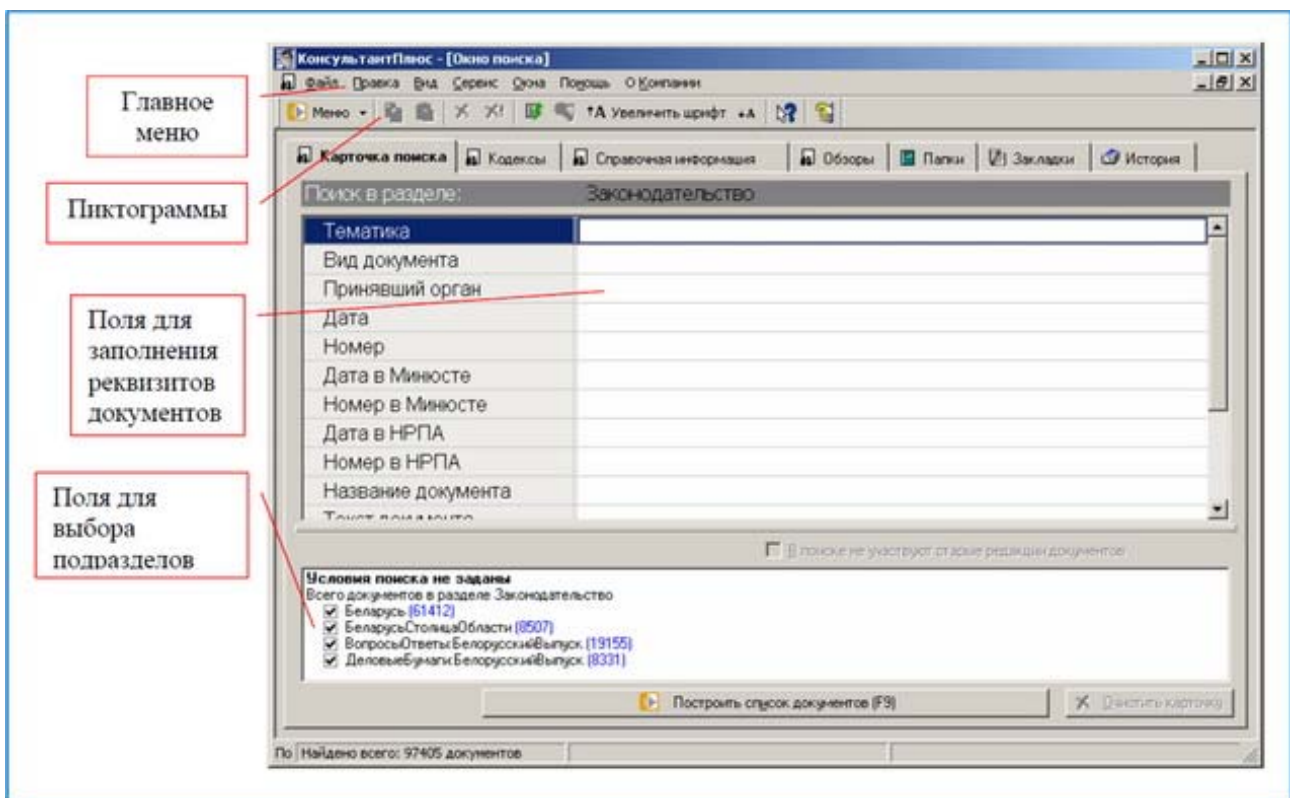 КонсультантПлюс - [Окно поиска]
Файл Правка Вид Сервис Окна Помощь О Компании
Меню
А Увеличить шрифт
А
Карточка поиска
Кодексы
Справочная информация
Обзоры
Папки
Закладки
История
Поиск в разделе:
Законодательство
Тематика
Вид документа
Принявший орган
Дата
Номер
Дата в Минюсте
Номер в Минюсте
Дата в НРПА
Номер в НРПА
Название документа
Текст документа
В поиске не участвуют старые редакции документов
Условия поиска не заданы
Всего документов в разделе Законодательство
Беларусь (61412)
БеларусьСтолицаОбласти (8507)
ВопросыОтветы БелорусскийВыпуск (19155)
ДеловыеБумаги БелорусскийВыпуск (8331)
Построить список документов (F9)
Очистить карточку
По
Найдено всего: 97405 документов
Главное
меню
Пиктограммы
Поля для
заполнения
реквизитов
документов
Поля для
выбора
подразделов